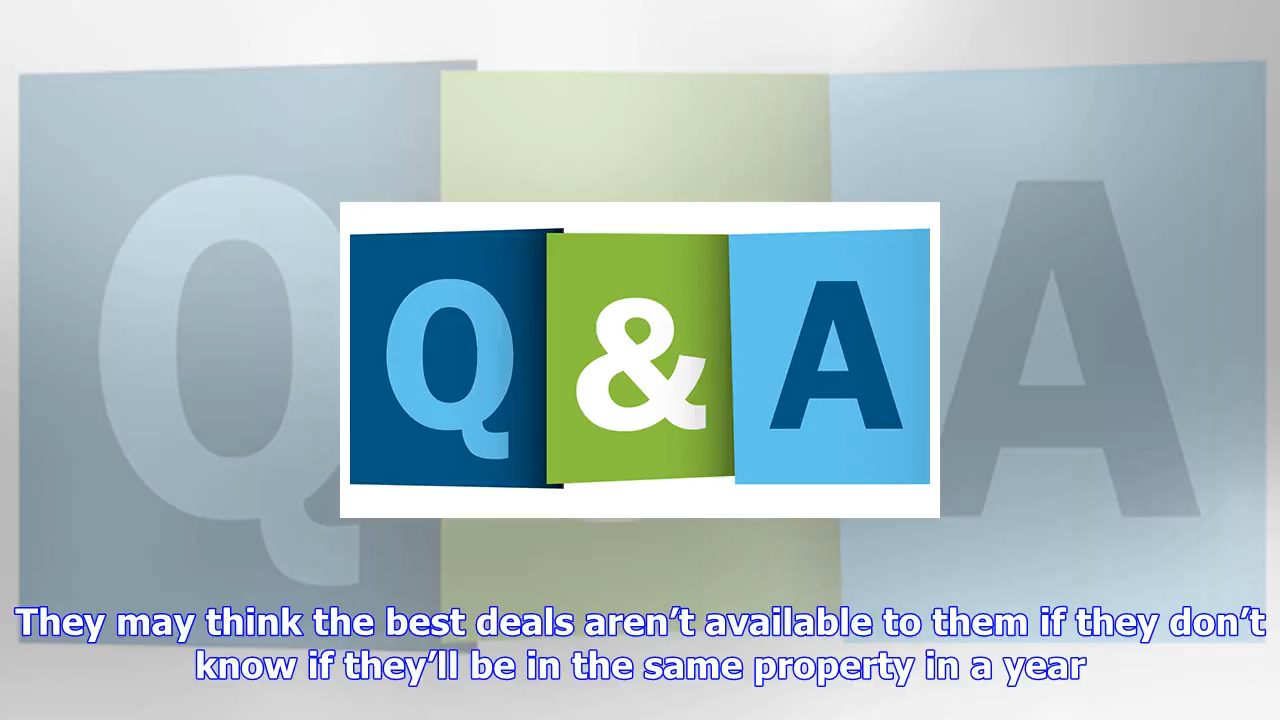 Q & A
They may think the best deals aren’t available to them if they don’t
know if they’ll be in the same property in a year